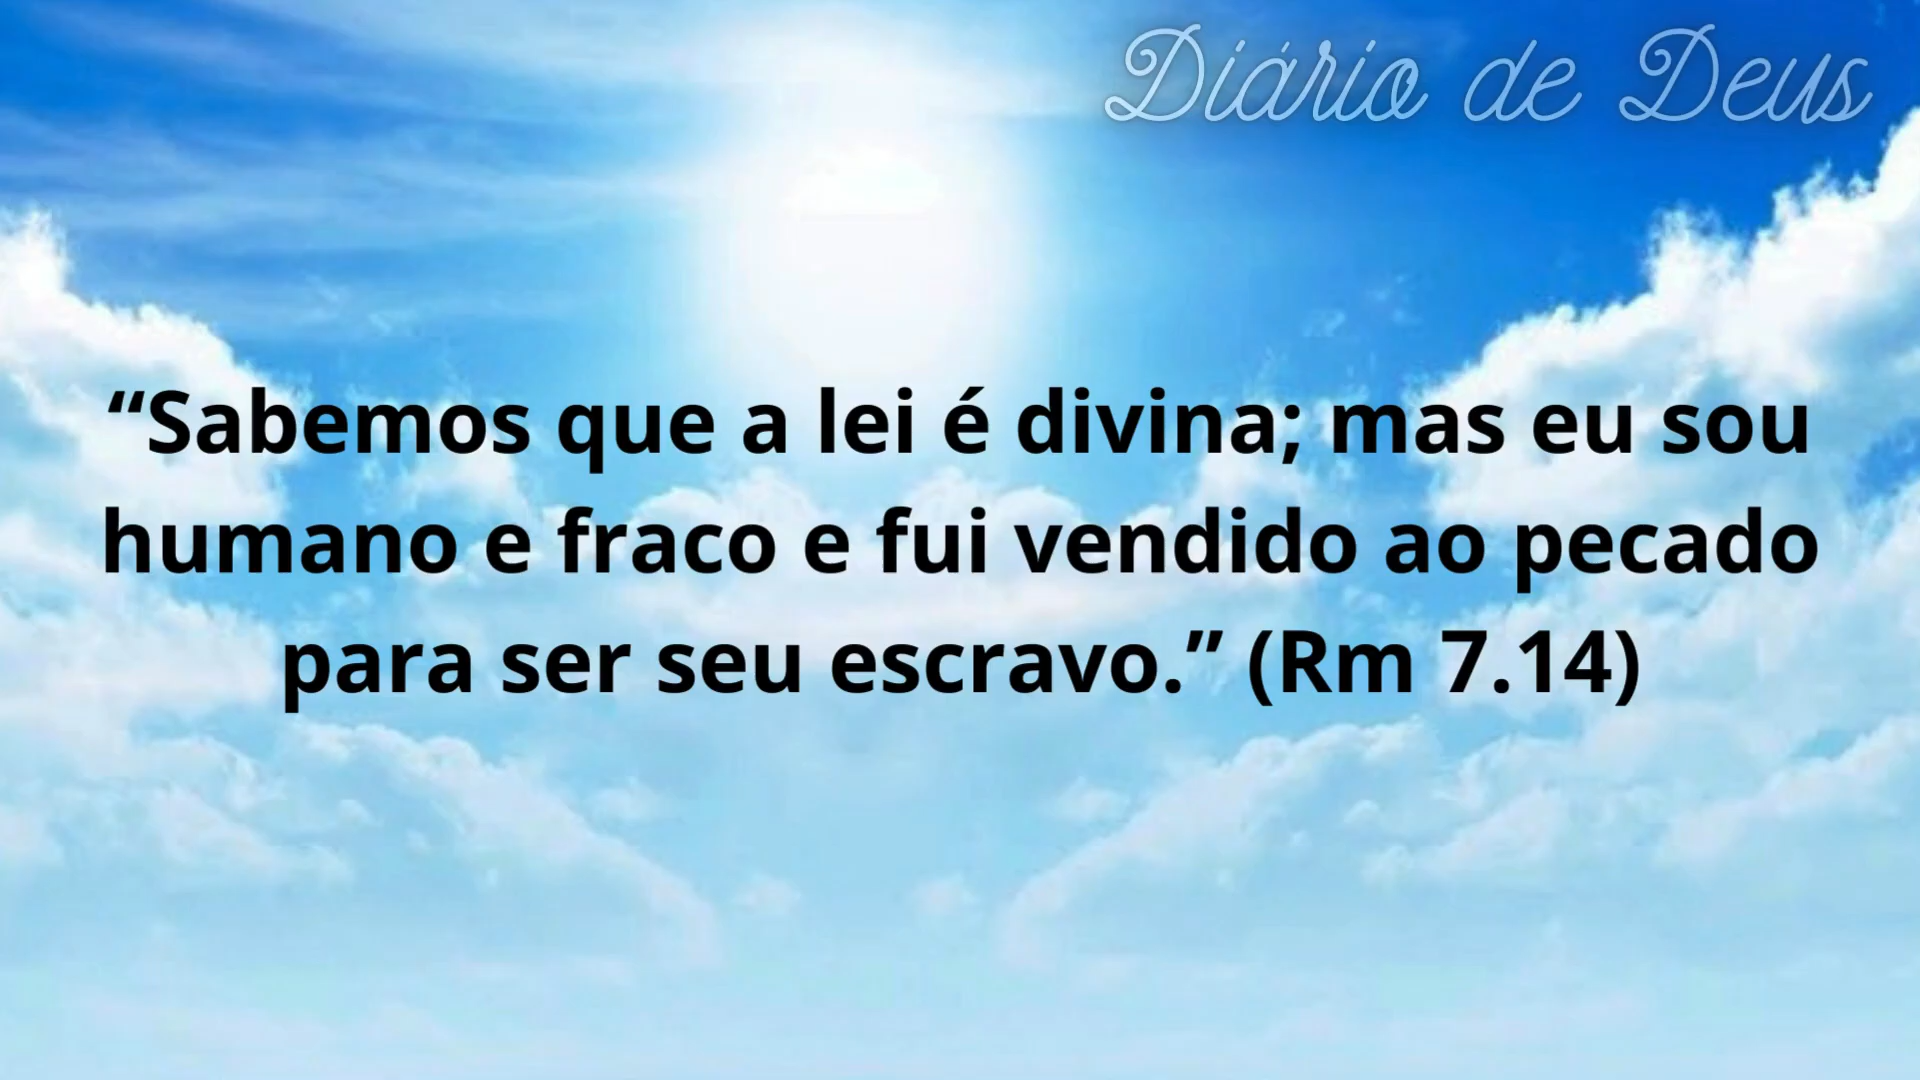 Diário de Deus
“Sabemos que a lei é divina; mas eu sou
humano e fraco e fui vendido ao pecado
para ser seu escravo.” (Rm 7.14)